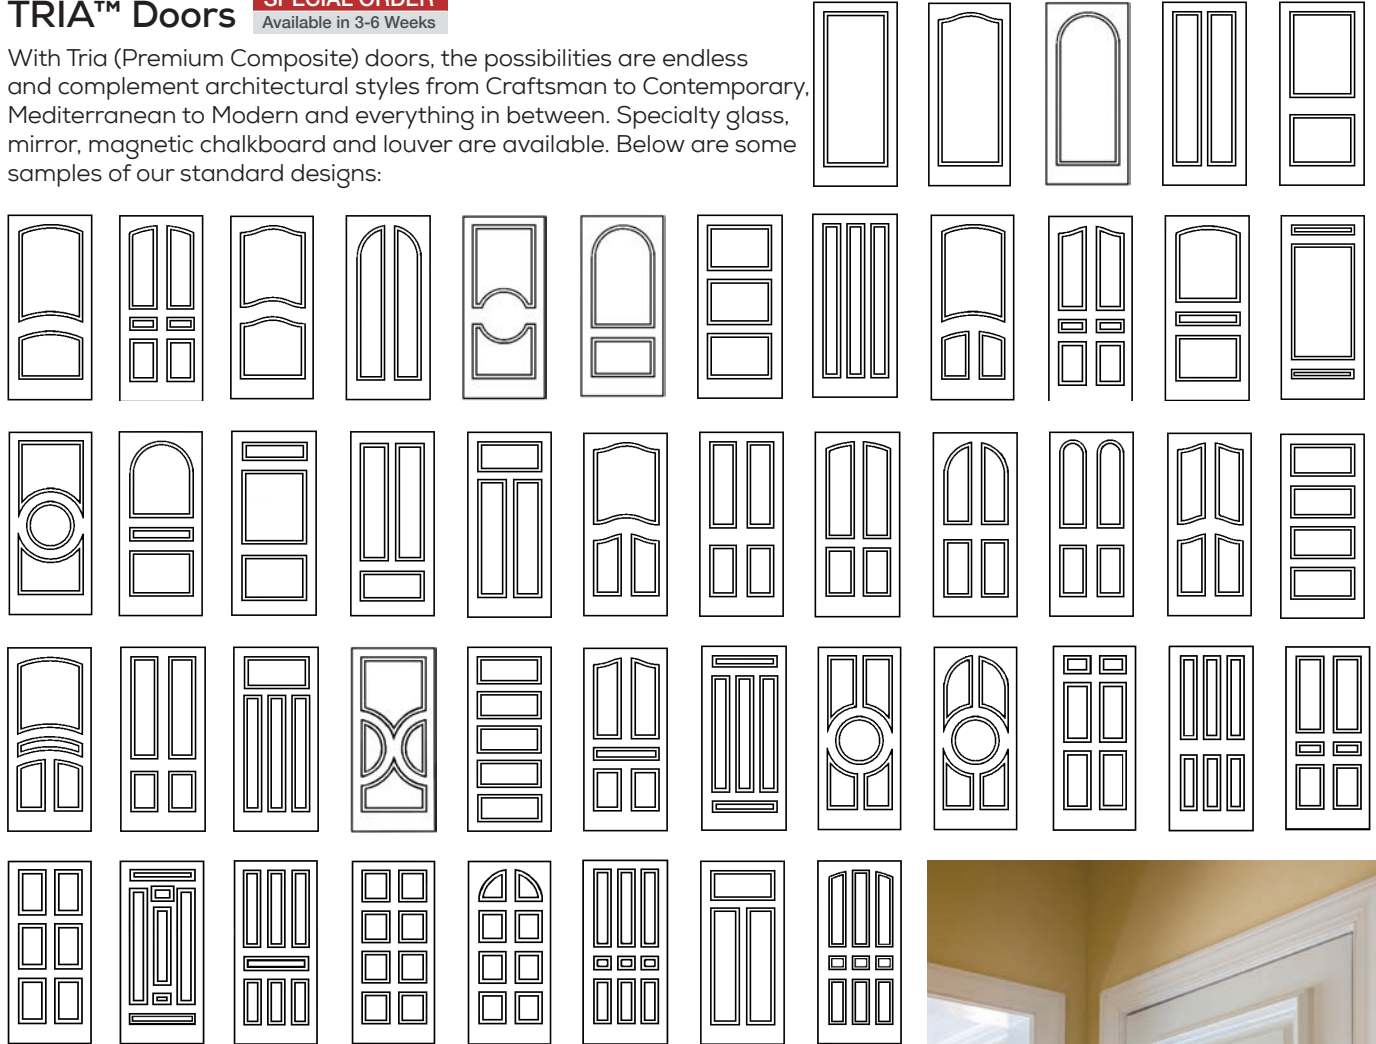 TRIA™ Doors
SPECIAL ORDER
Available in 3-6 Weeks
With Tria (Premium Composite) doors, the possibilities are endless
and complement architectural styles from Craftsman to Contemporary,
Mediterranean to Modern and everything in between. Specialty glass,
mirror, magnetic chalkboard and louver are available. Below are some
samples of our standard designs: